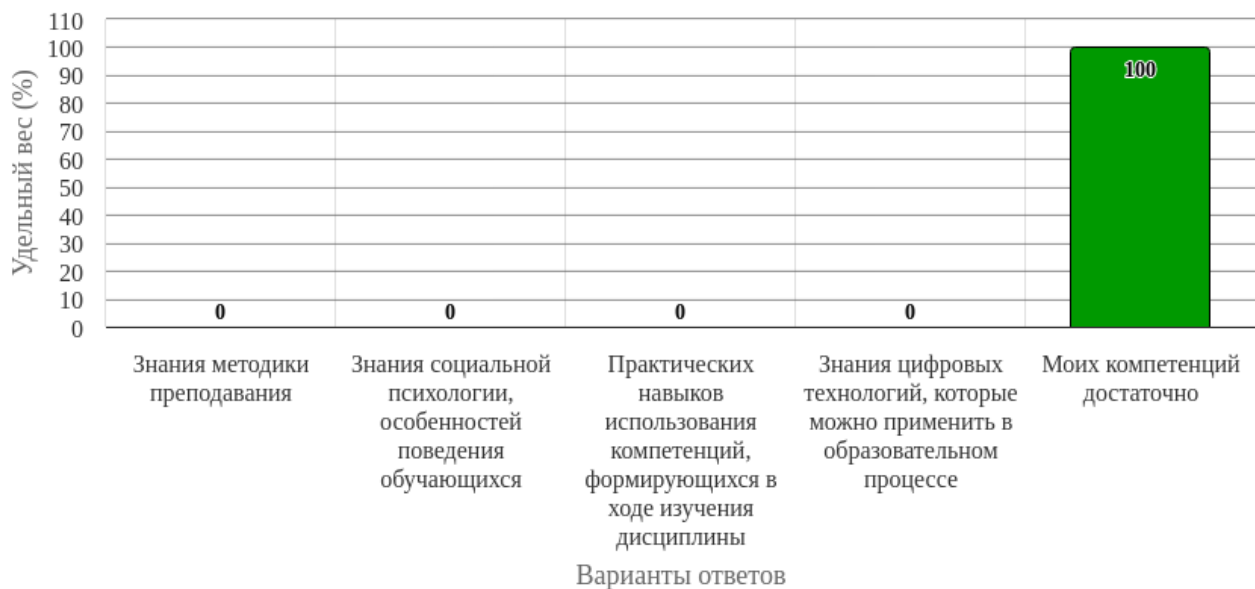 Удельный вес (%)
110
100
90
80
70
60
50
40
30
20
10
0
0
0
0
0
100
Знания методики
преподавания
Знания социальной
психологии,
особенностей
поведения
обучающихся
Практических
навыков
использования
компетенций,
формирующихся в
ходе изучения
дисциплины
Знания цифровых
технологий, которые
можно применить в
образовательном
процессе
Моих компетенций
достаточно
Варианты ответов